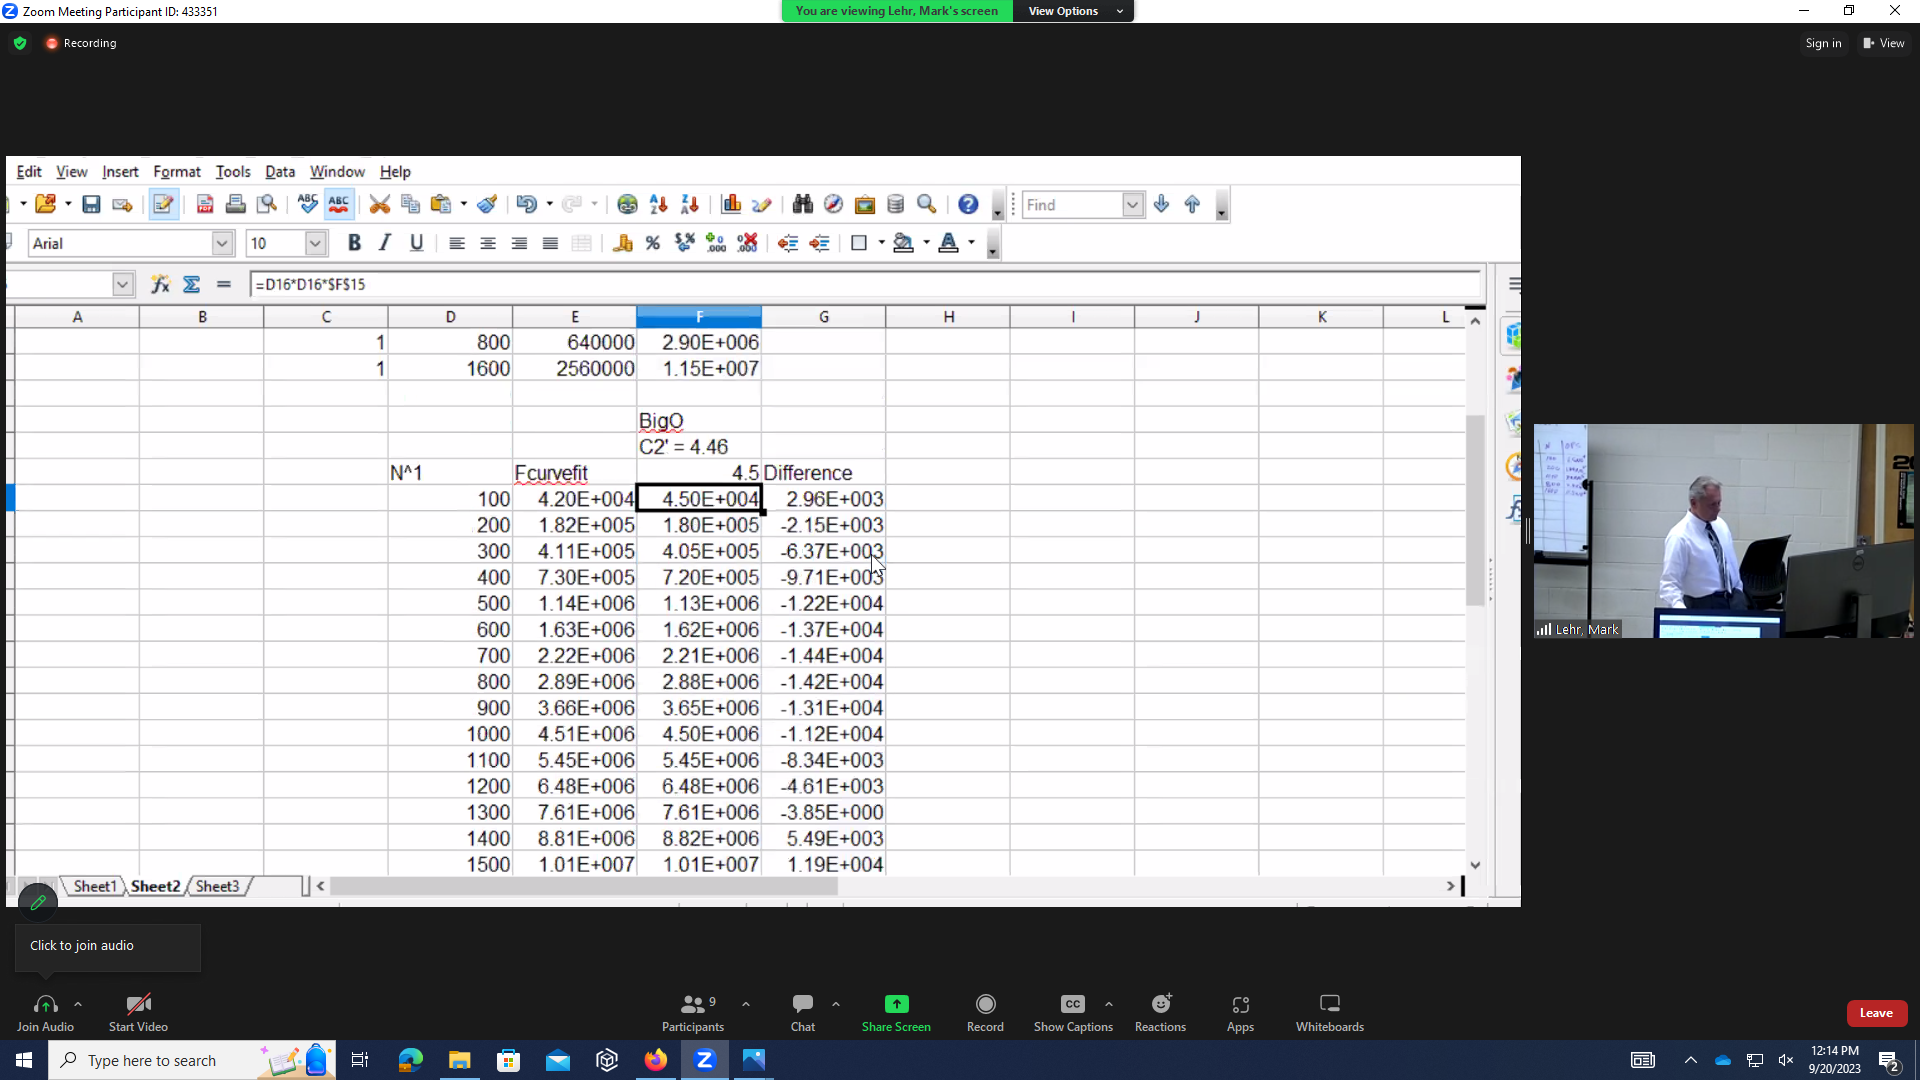 Zoom Meeting Participant ID: 433351
You are viewing Lehr, Mark's screen
View Options
Recording
Sign in
View
Edit View Insert Format Tools Data Window Help
Find
Arial
10
=D16*D16*$F$15
A B C D E F G H I J K L
1 800 640000 2.90E+006
1 1600 2560000 1.15E+007
BigO
C2' = 4.46
N^1 Fcurvefit 4.5 Difference
100 4.20E+004 4.50E+004 2.96E+003
200 1.82E+005 1.80E+005 -2.15E+003
300 4.11E+005 4.05E+005 -6.37E+003
400 7.30E+005 7.20E+005 -9.71E+003
500 1.14E+006 1.13E+006 -1.22E+004
600 1.63E+006 1.62E+006 -1.37E+004
700 2.22E+006 2.21E+006 -1.44E+004
800 2.89E+006 2.88E+006 -1.42E+004
900 3.66E+006 3.65E+006 -1.31E+004
1000 4.51E+006 4.50E+006 -1.12E+004
1100 5.45E+006 5.45E+006 -8.34E+003
1200 6.48E+006 6.48E+006 -4.61E+003
1300 7.61E+006 7.61E+006 -3.85E+000
1400 8.81E+006 8.82E+006 5.49E+003
1500 1.01E+007 1.01E+007 1.19E+004
Sheet1 Sheet2 Sheet3
Lehr, Mark
Click to join audio
Join Audio
Start Video
Participants 9
Chat
Share Screen
Record
CC Show Captions
Reactions
Apps
Whiteboards
Leave
Type here to search
12:14 PM
9/20/2023
2